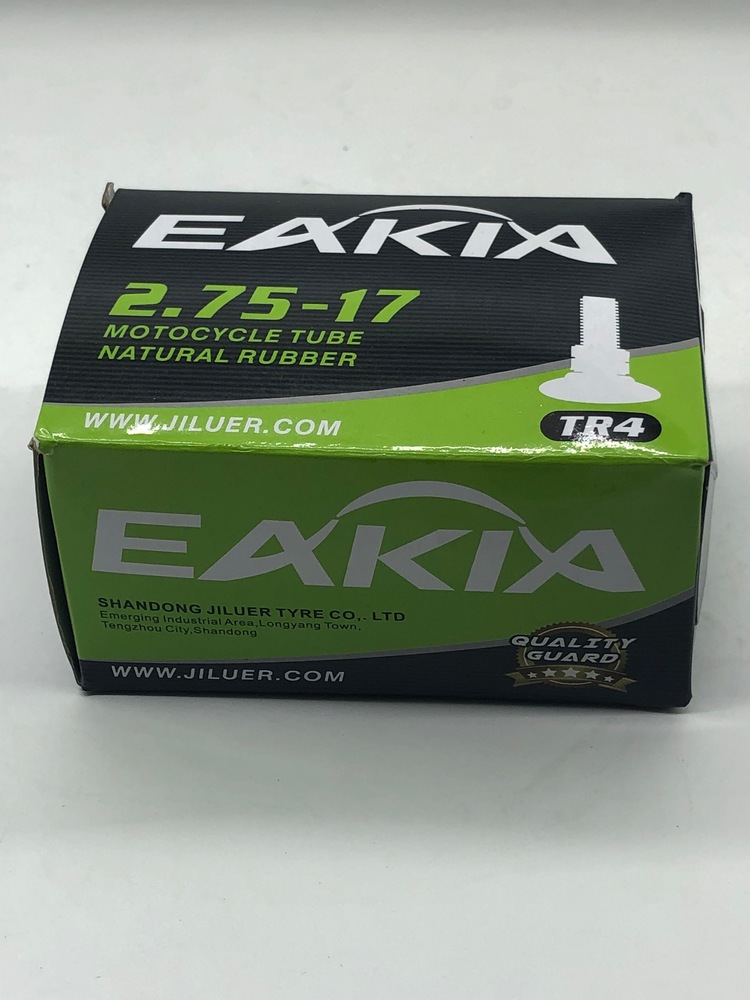 EAKIA
2.75-17
MOTOCYCLE TUBE
NATURAL RUBBER
WWW.JILUER.COM
TR4
EAKIA
SHANDONG JILUER TYRE CO,. LTD
Emerging Industrial Area,Longyang Town,
Tengzhou City,Shandong
QUALITY
GUARD
WWW.JILUER.COM